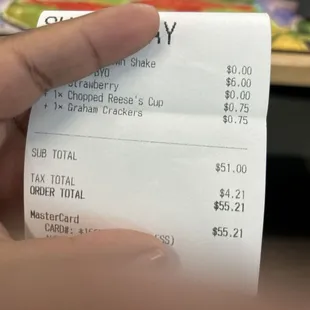 Shake $0.00
BYO $6.00
Strawberry $0.00
+ 1x Chopped Reese's Cup $0.75
+ 1x Graham Crackers $0.75
SUB TOTAL $51.00
TAX TOTAL $4.21
ORDER TOTAL $55.21
MasterCard $55.21
CARD#: